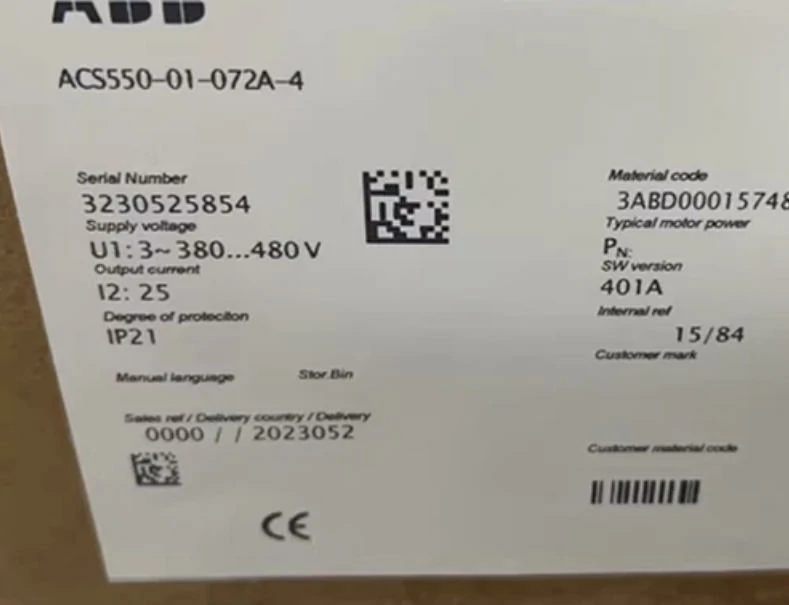 ABB
ACS550-01-072A-4
Serial Number
3230525854
Supply voltage
U1: 3~ 380...480 V
Output current
I2: 25
Degree of proteciton
IP21
Manual language
Stor.Bin
Sales ref / Delivery country / Delivery
0000 / / 2023052
CE
Material code
3ABD00015748
Typical motor power
PN:
SW version
401A
Internal ref
15/84
Customer mark
Customer material code